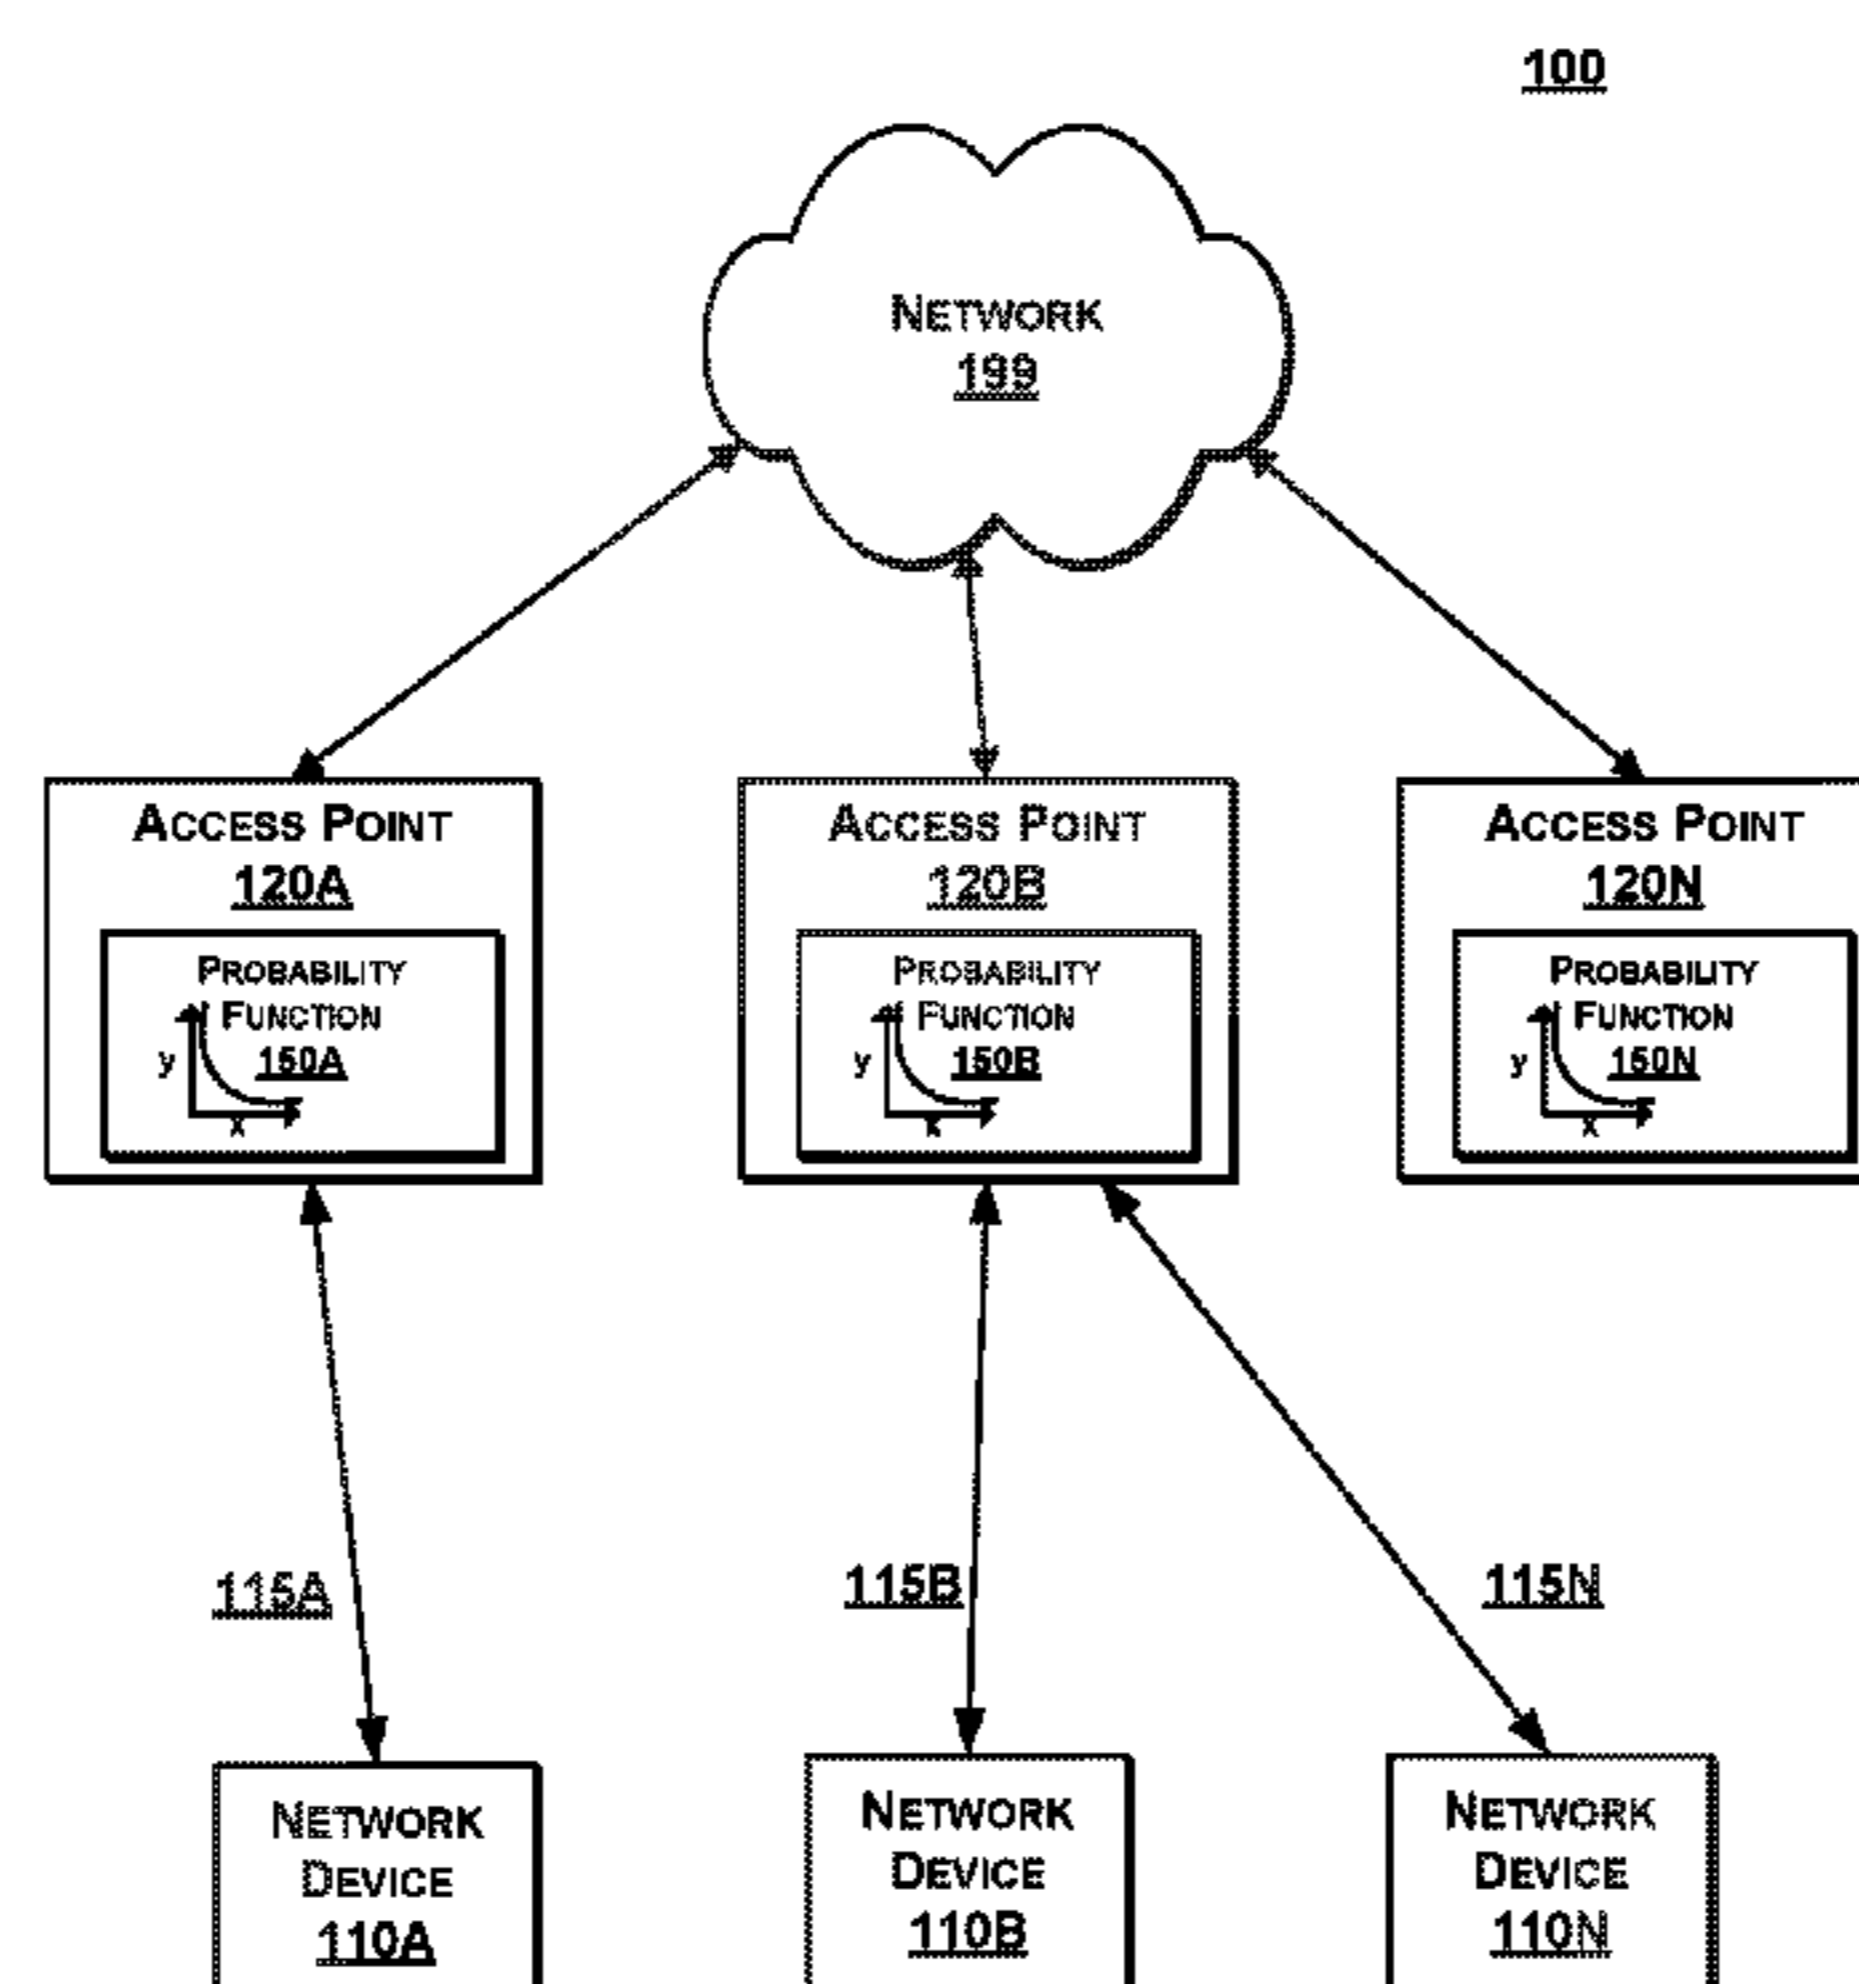 100
NETWORK
199
ACCESS POINT
120A
PROBABILITY
FUNCTION
150A
y
x
ACCESS POINT
120B
PROBABILITY
FUNCTION
150B
y
x
ACCESS POINT
120N
PROBABILITY
FUNCTION
150N
y
x
115A
115B
115N
NETWORK
DEVICE
110A
NETWORK
DEVICE
110B
NETWORK
DEVICE
110N